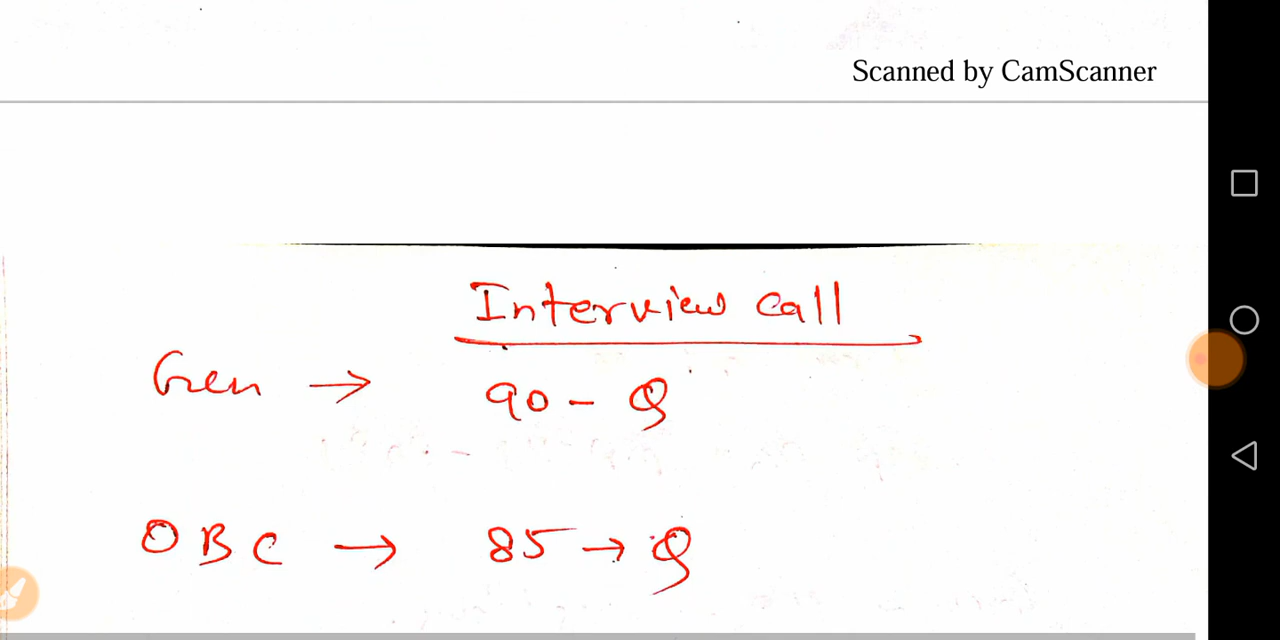 Scanned by CamScanner
Interview call
Gen → 90 - Q
OBC → 85 → Q